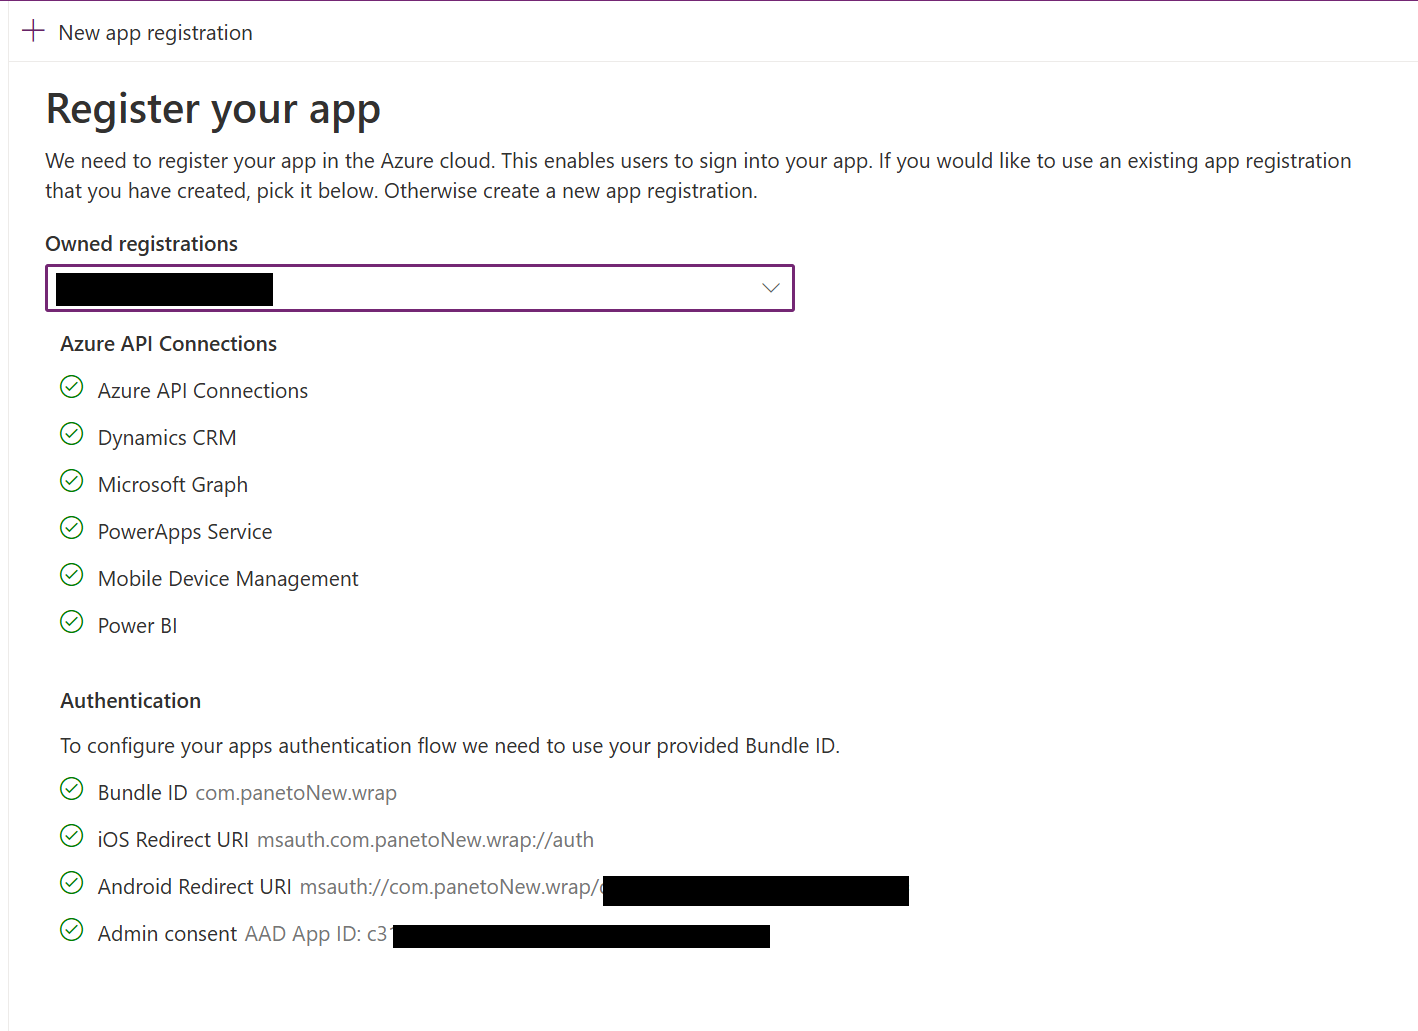 New app registration
Register your app
We need to register your app in the Azure cloud. This enables users to sign into your app. If you would like to use an existing app registration
that you have created, pick it below. Otherwise create a new app registration.
Owned registrations
Azure API Connections
Azure API Connections
Dynamics CRM
Microsoft Graph
PowerApps Service
Mobile Device Management
Power BI
Authentication
To configure your apps authentication flow we need to use your provided Bundle ID.
Bundle ID com.panetoNew.wrap
iOS Redirect URI msauth.com.panetoNew.wrap://auth
Android Redirect URI msauth://com.panetoNew.wrap/
Admin consent AAD App ID: c31